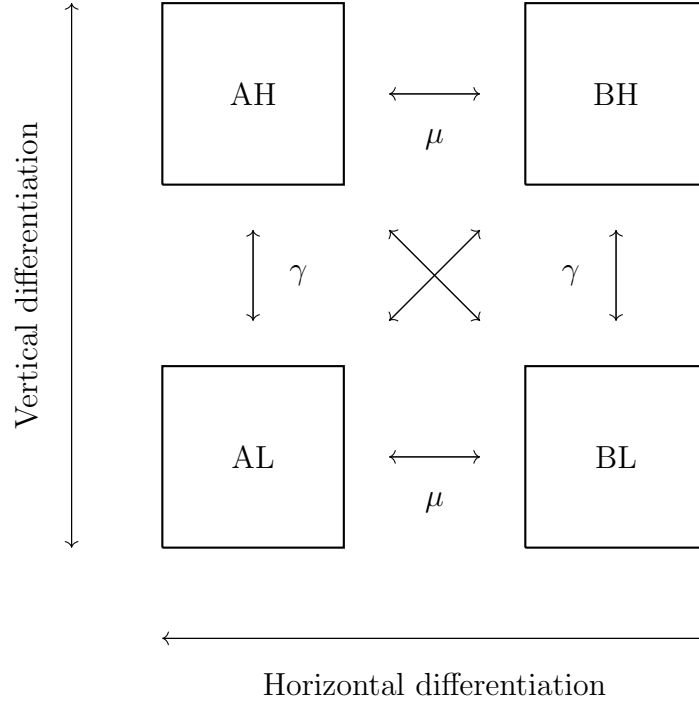 AH
BH
μ
Vertical differentiation
γ
γ
AL
BL
μ
Horizontal differentiation